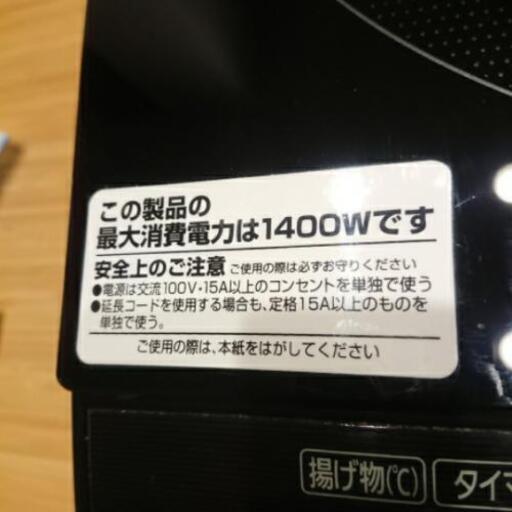 この製品の
最大消費電力は1400Wです
安全上のご注意 ご使用の際は必ずお守りください
●電源は交流100V・15A以上のコンセントを単独で使う
●延長コードを使用する場合も、定格15A以上のものを
単独で使う。
ご使用の際は、本紙をはがしてください
揚げ物(℃) タイマ